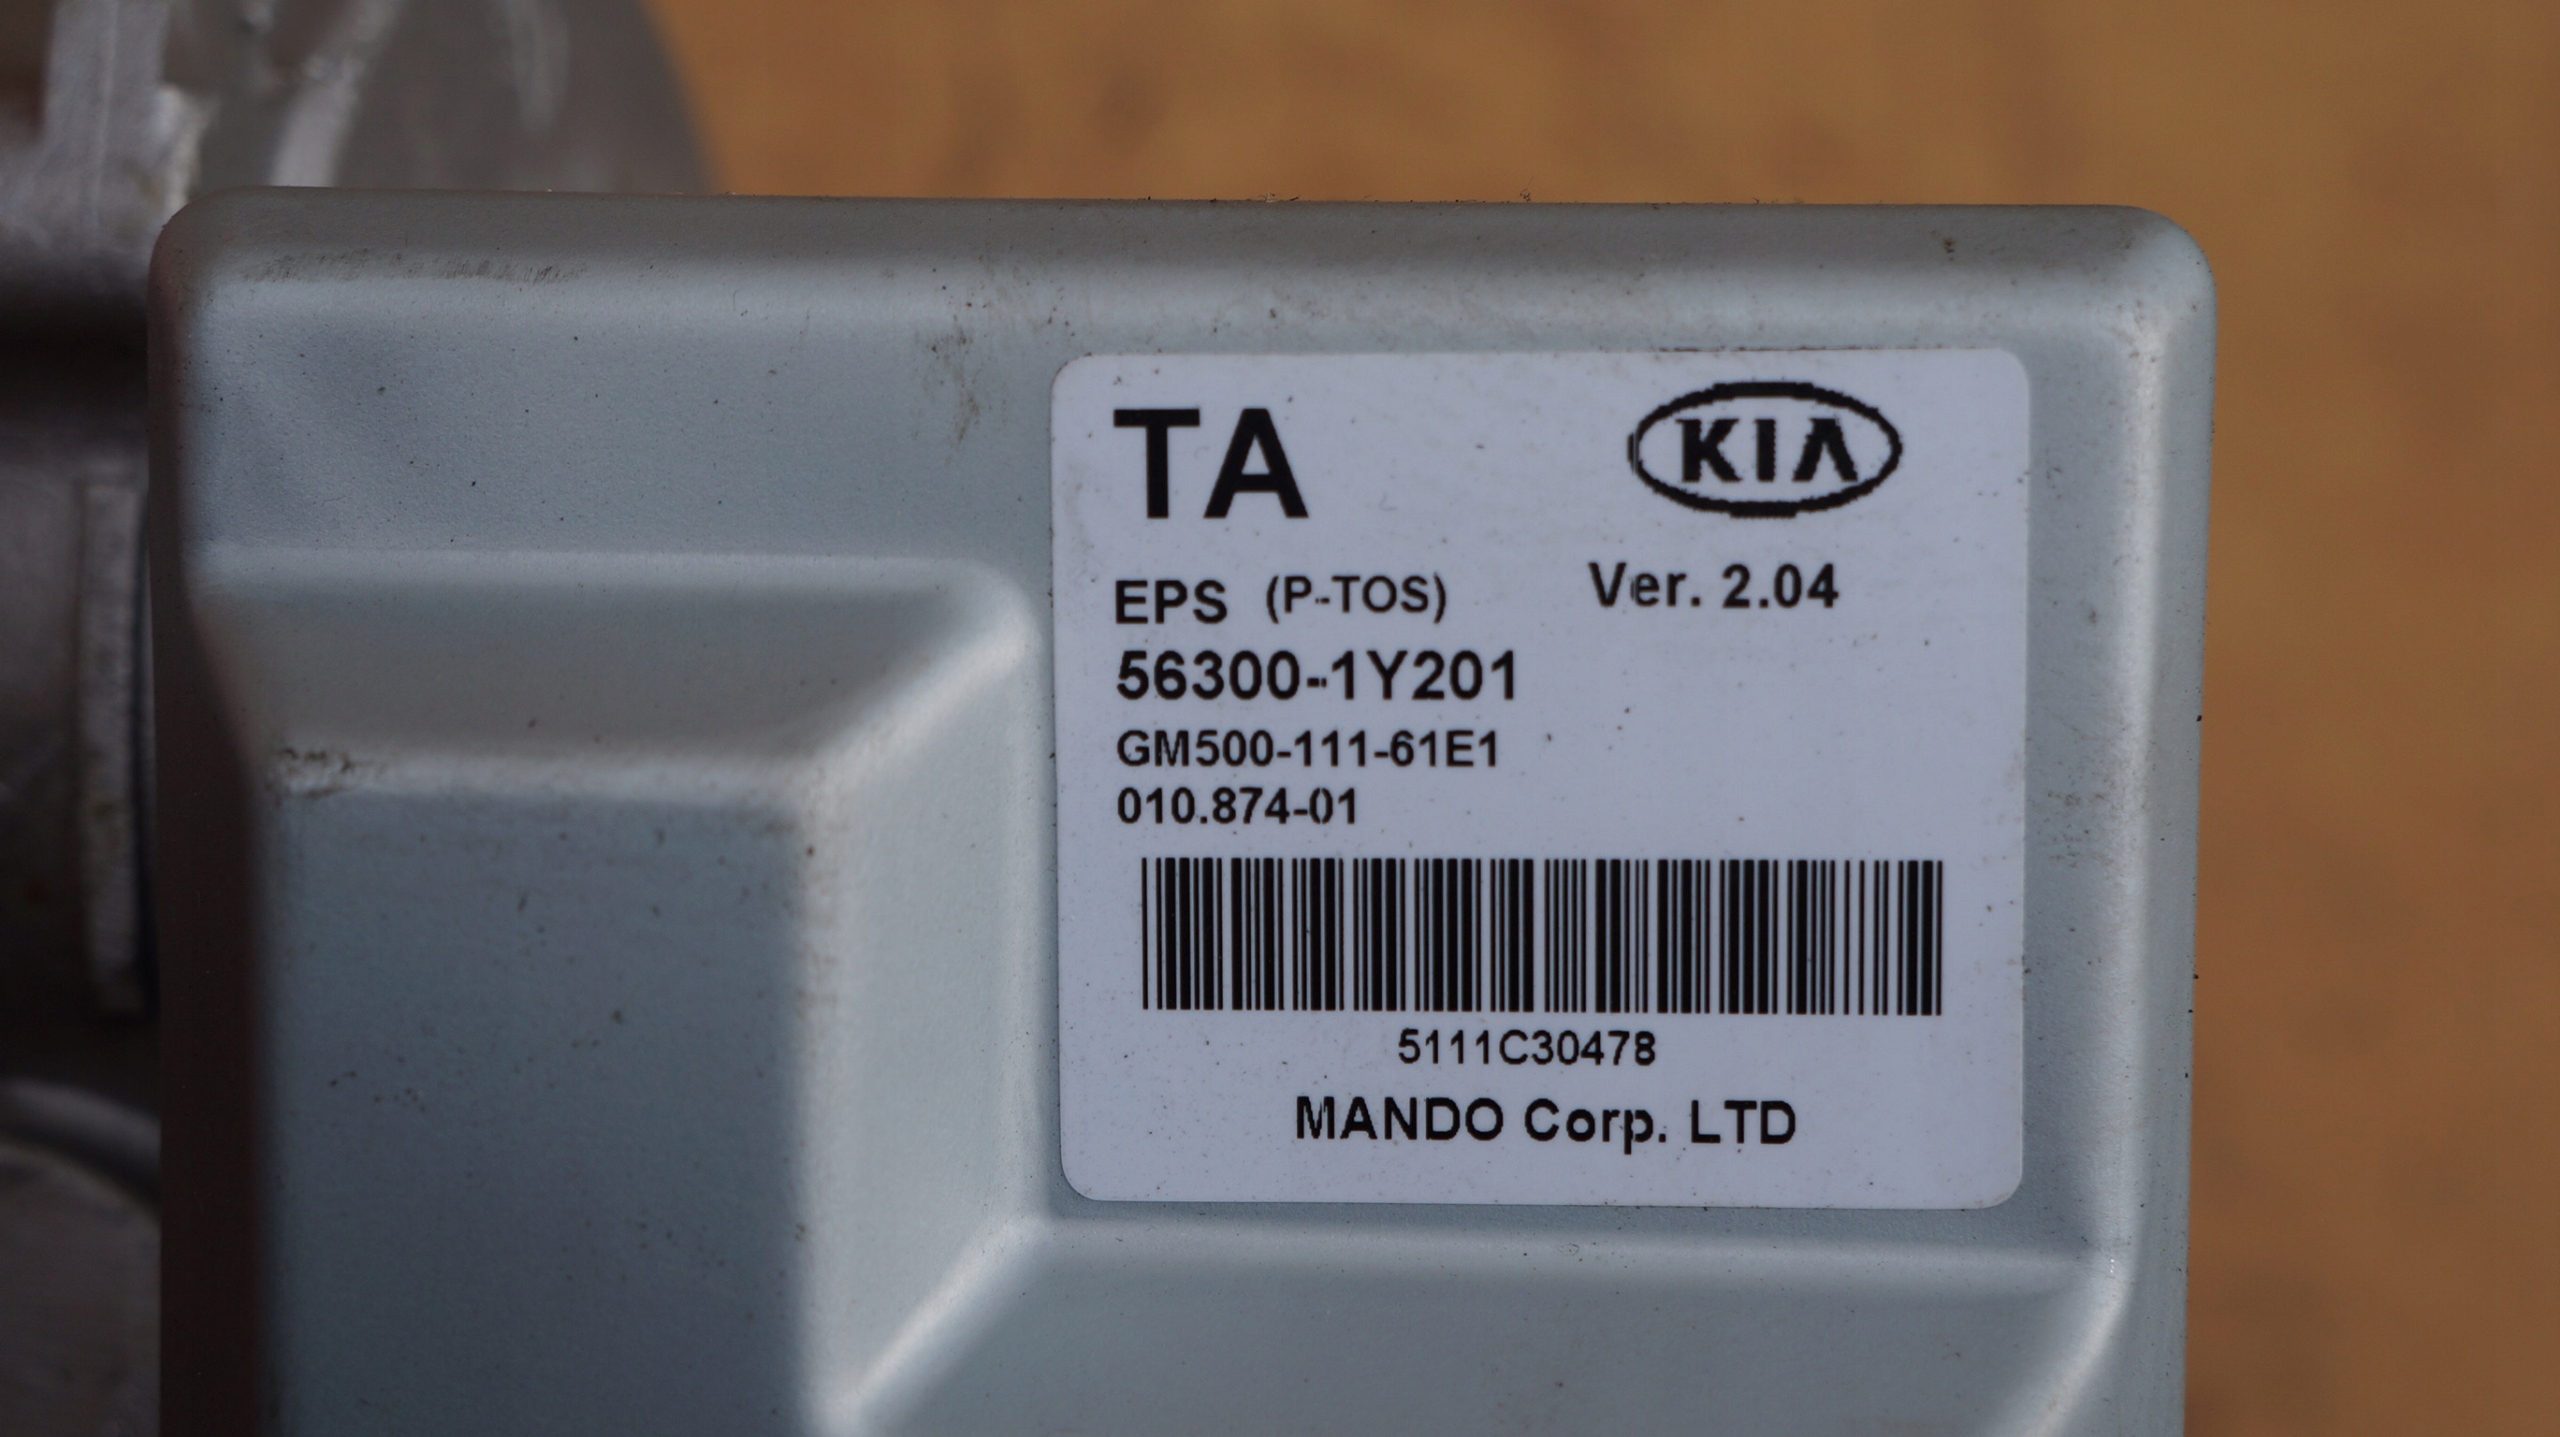 TA
KIA
EPS (P-TOS) Ver. 2.04
56300-1Y201
GM500-111-61E1
010.874-01
5111C30478
MANDO Corp. LTD